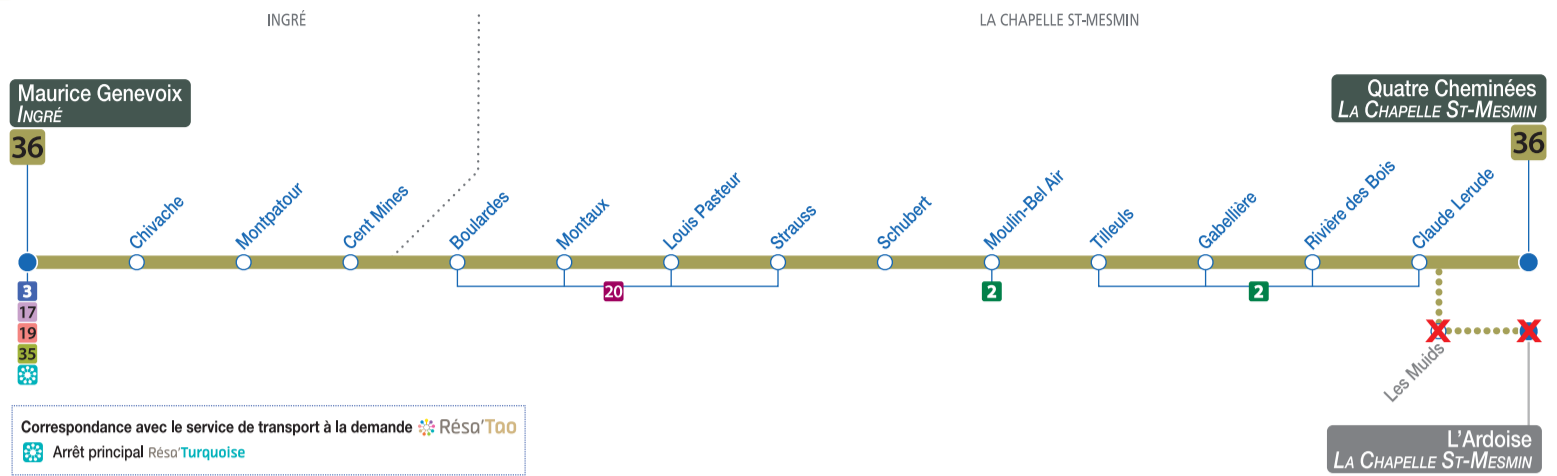 INGRÉ
LA CHAPELLE ST-MESMIN
Maurice Genevoix
INGRÉ
36
Quatre Cheminées
LA CHAPELLE ST-MESMIN
36
Chivache
Montpatour
Cent Mines
Boulardes
Montaux
Louis Pasteur
Strauss
Schubert
Moulin-Bel Air
Tilleuls
Gabellière
Rivière des Bois
Claude Lerude
3
17
19
35
20
2
2
Les Muids
L'Ardoise
LA CHAPELLE ST-MESMIN
Correspondance avec le service de transport à la demande Résa'Tao
Arrêt principal Résa'Turquoise